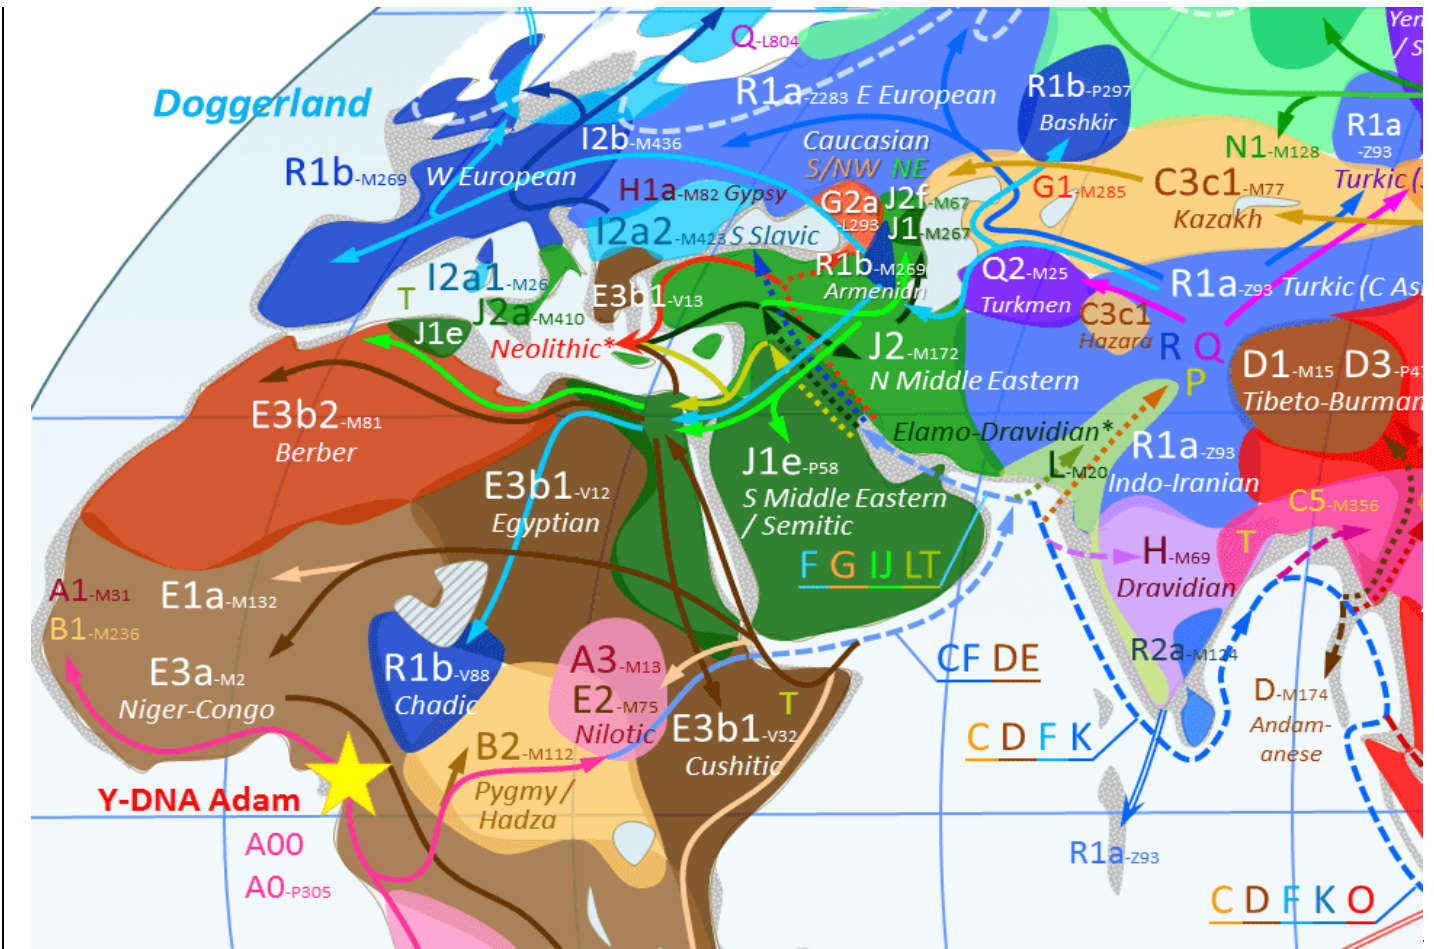 Q-L804
Yen
/ S
Doggerland
R1a-Z283 E European
R1b-P297
Bashkir
R1a
-Z93
Turkic (
N1-M128
I2b-M436
Caucasian
S/NW NE
R1b-M269
W European
H1a-M82 Gypsy
G2a
-L293
J2f-M67
J1-M267
G1-M285
C3c1-M77
Kazakh
I2a2-M423 S Slavic
R1b-M269
Armenian
Q2-M25
Turkmen
R1a-Z93 Turkic (C As
T
I2a1-M26
J2a-M410
E3b1-V13
J1e
Neolithic*
C3c1
Hazara
R Q
P
J2-M172
N Middle Eastern
D1-M15 D3-P47
Tibeto-Burman
E3b2-M81
Berber
Elamo-Dravidian*
L-M20
R1a-Z93
Indo-Iranian
J1e-P58
S Middle Eastern
/ Semitic
E3b1-V12
Egyptian
C5-M356
T
F G IJ LT
H-M69
Dravidian
A1-M31
B1-M236
E1a-M132
E3a-M2
Niger-Congo
R1b-V88
Chadic
A3-M13
E2-M75
Nilotic
T
E3b1-V32
Cushitic
CF DE
R2a-M124
D-M174
Andam-
anese
C D F K
B2-M112
Pygmy /
Hadza
Y-DNA Adam
A00
A0-P305
R1a-Z93
C D F K O